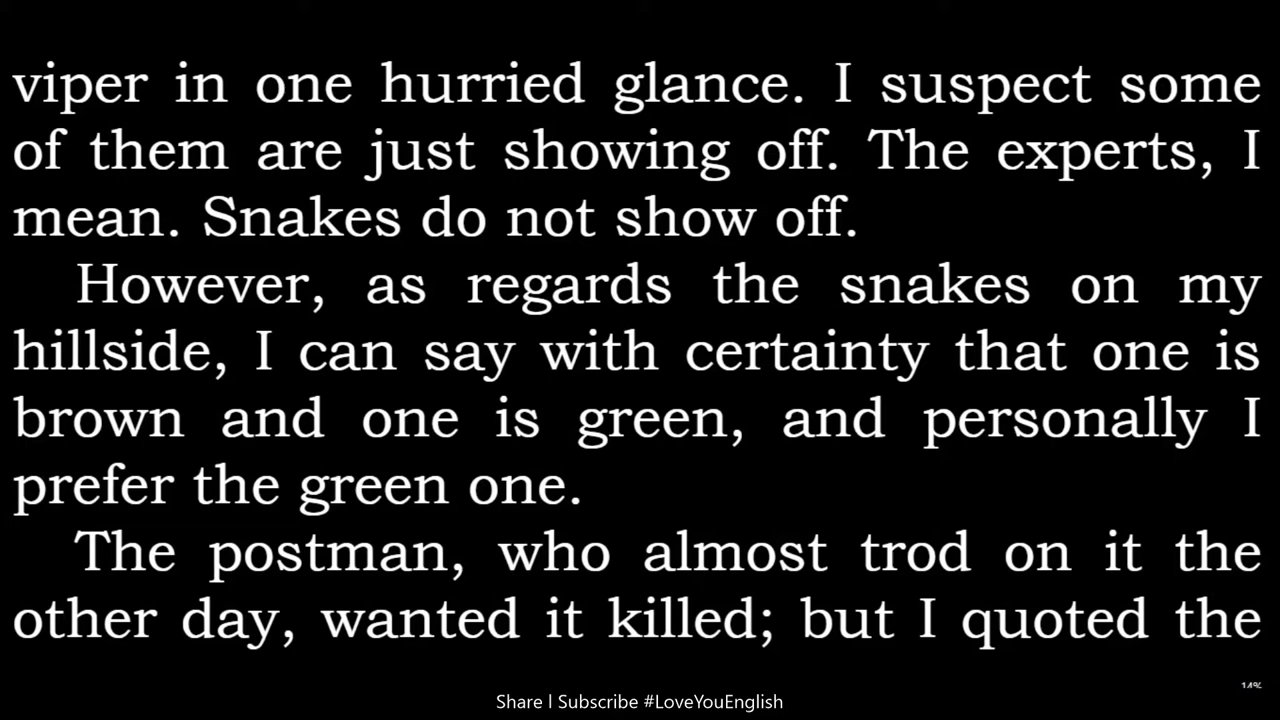 viper in one hurried glance. I suspect some
of them are just showing off. The experts, I
mean. Snakes do not show off.
However, as regards the snakes on my
hillside, I can say with certainty that one is
brown and one is green, and personally I
prefer the green one.
The postman, who almost trod on it the
other day, wanted it killed; but I quoted the
14%
Share | Subscribe #LoveYouEnglish